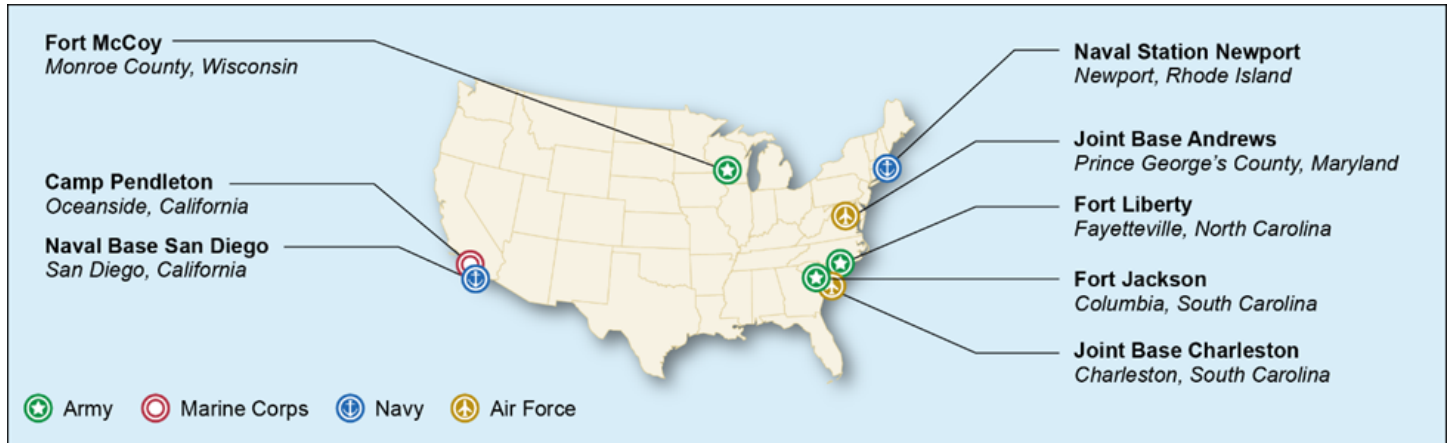 Fort McCoy
Monroe County, Wisconsin
Camp Pendleton
Oceanside, California
Naval Base San Diego
San Diego, California
Naval Station Newport
Newport, Rhode Island
Joint Base Andrews
Prince George’s County, Maryland
Fort Liberty
Fayetteville, North Carolina
Fort Jackson
Columbia, South Carolina
Joint Base Charleston
Charleston, South Carolina
Army Marine Corps Navy Air Force